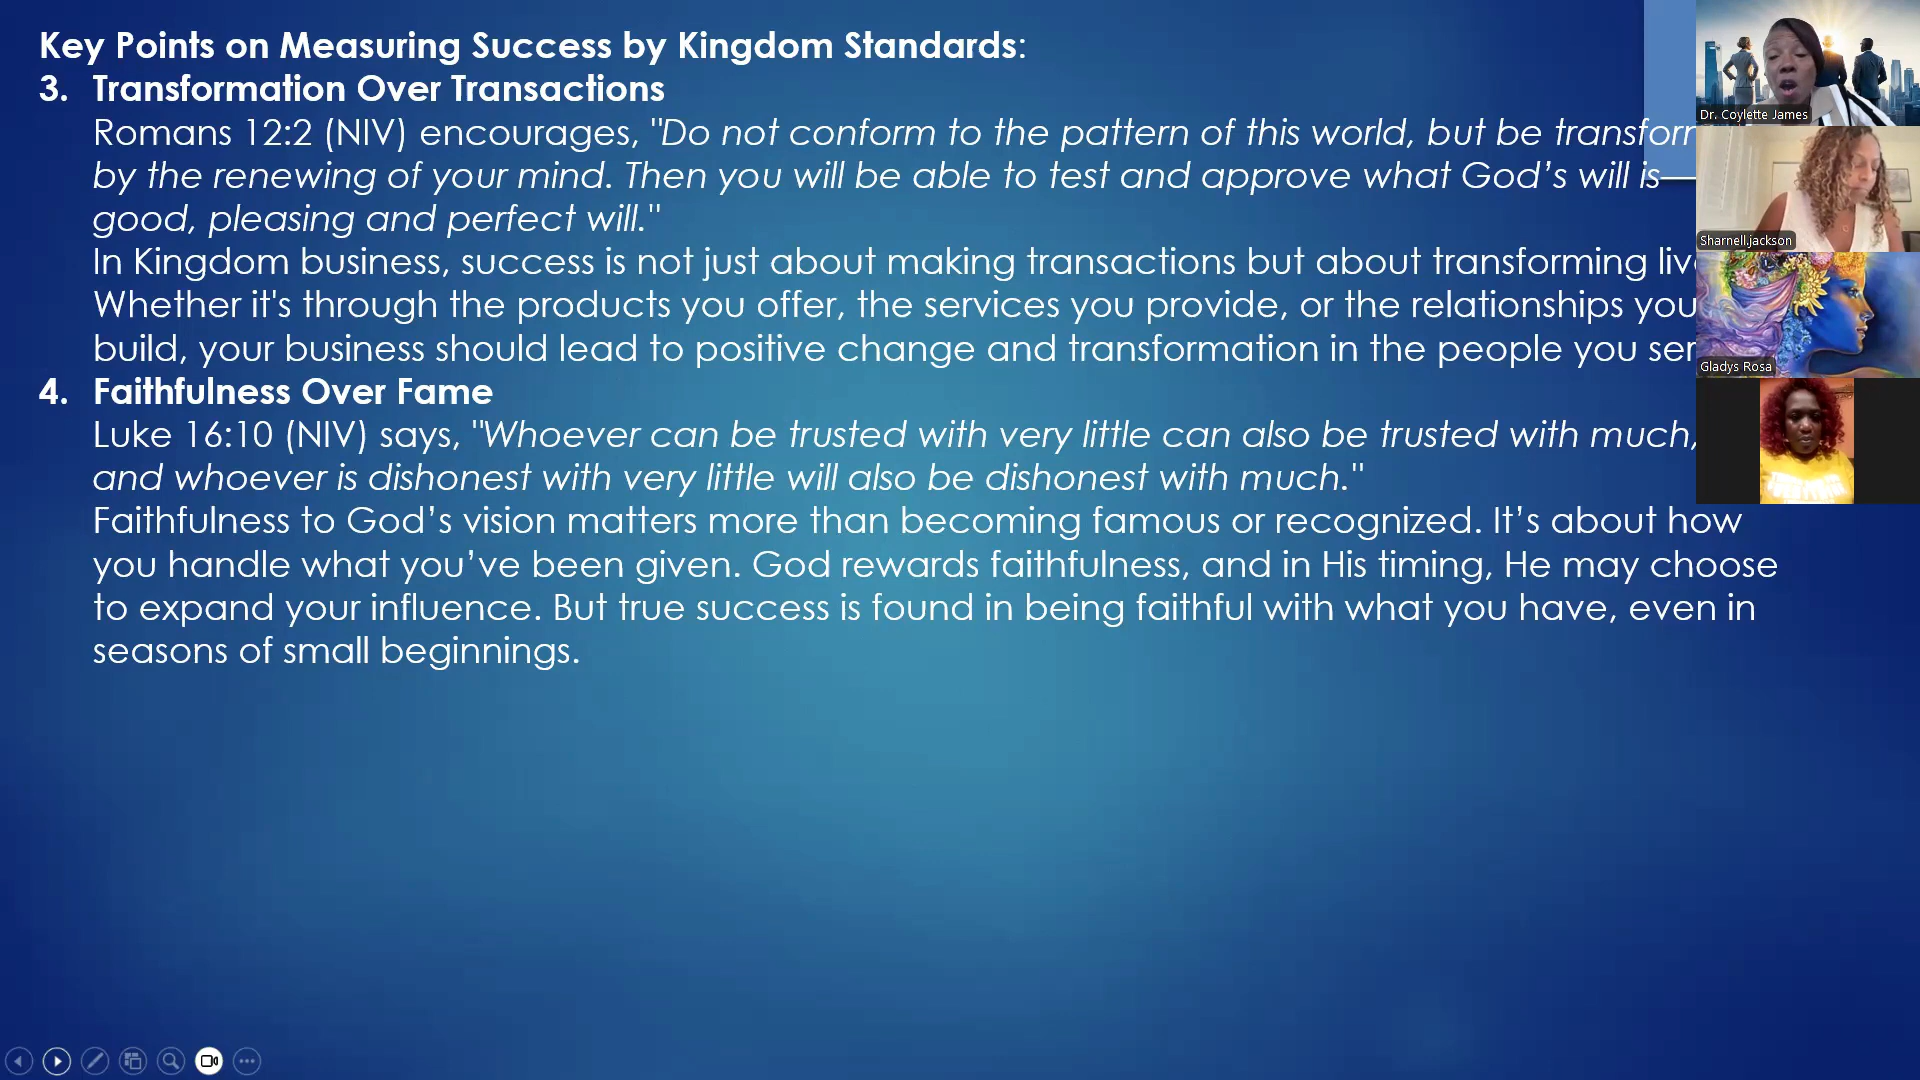 Key Points on Measuring Success by Kingdom Standards:
3. Transformation Over Transactions
Romans 12:2 (NIV) encourages, "Do not conform to the pattern of this world, but be
by the renewing of your mind. Then you will be able to test and approve what God’s will is—
good, pleasing and perfect will."
In Kingdom business, success is not just about making transactions but about transforming
Whether it's through the products you offer, the services you provide, or the relationships you
build, your business should lead to positive change and transformation in the people you
4. Faithfulness Over Fame
Luke 16:10 (NIV) says, "Whoever can be trusted with very little can also be trusted with much,
and whoever is dishonest with very little will also be dishonest with much."
Faithfulness to God’s vision matters more than becoming famous or recognized. It’s about how
you handle what you’ve been given. God rewards faithfulness, and in His timing, He may choose
to expand your influence. But true success is found in being faithful with what you have, even in
seasons of small beginnings.
Dr. Coylette James
Sharnell.jackson
Gladys Rosa